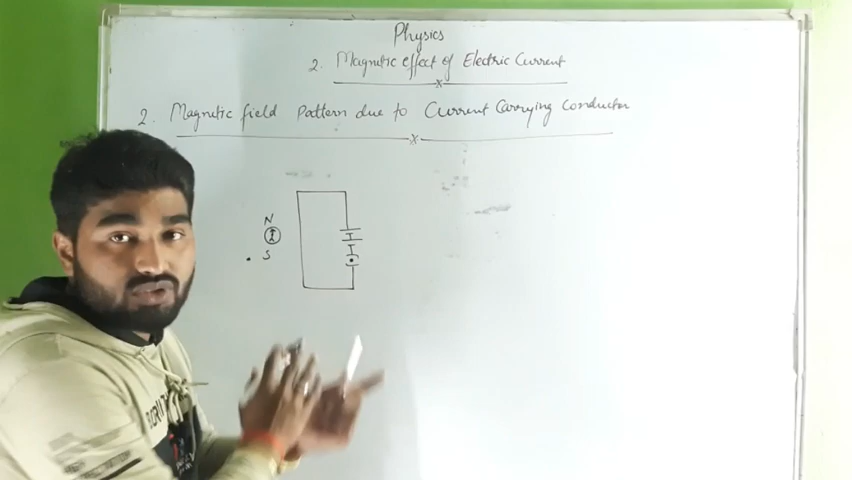 Physics
2. Magnetic effect of Electric Current
2. Magnetic field Pattern due to Current Carrying Conductor
N
S